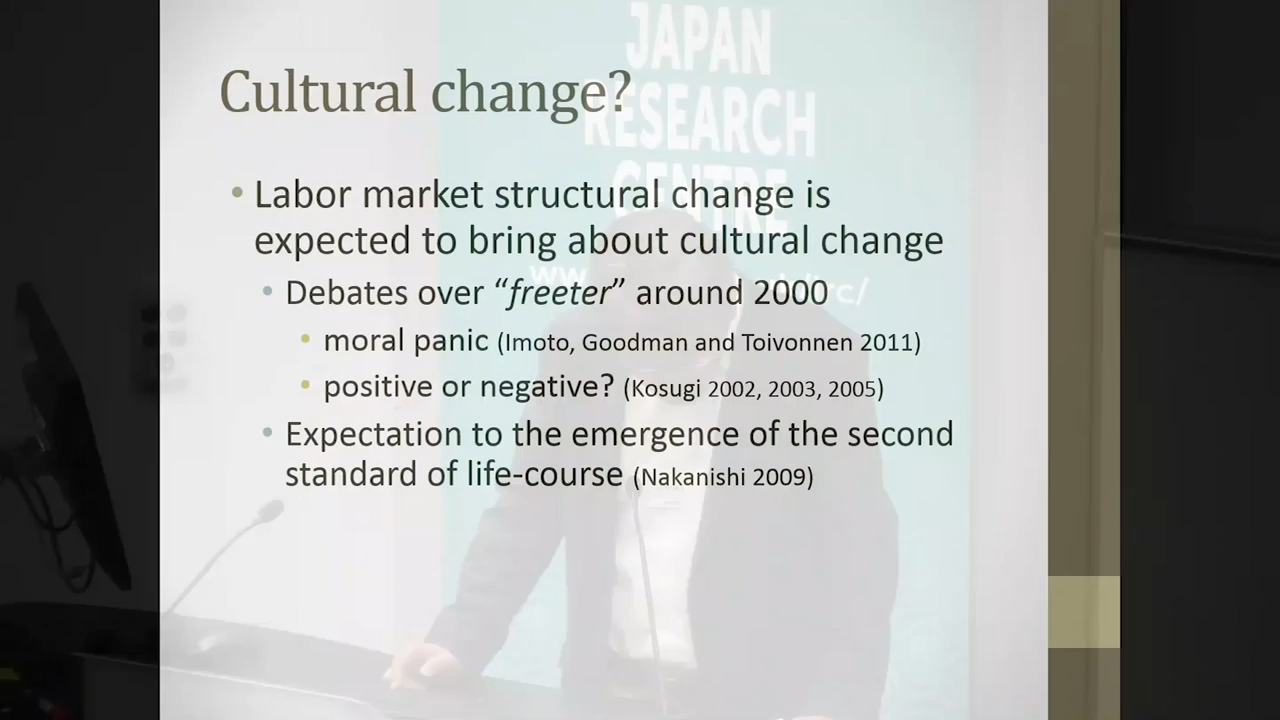 JAPAN
RESEARCH
CENTRE
Cultural change?
• Labor market structural change is
expected to bring about cultural change
• Debates over “freeter” around 2000
• moral panic (Imoto, Goodman and Toivonnen 2011)
• positive or negative? (Kosugi 2002, 2003, 2005)
• Expectation to the emergence of the second
standard of life-course (Nakanishi 2009)